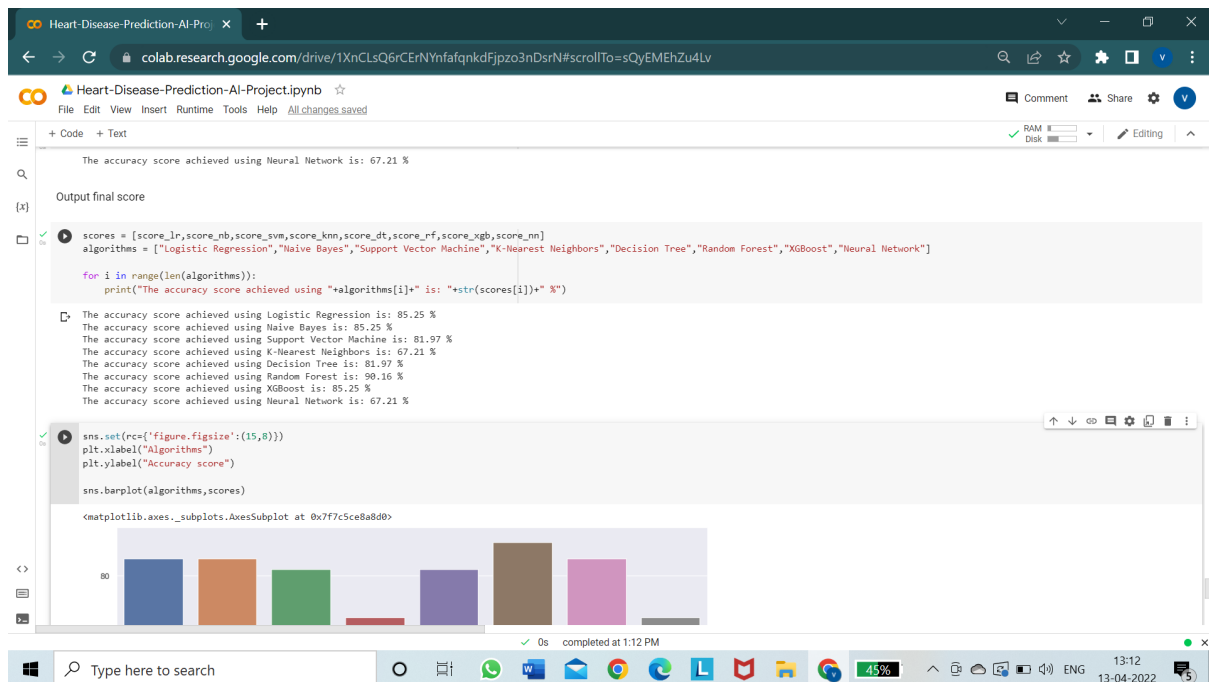 Heart-Disease-Prediction-AI-Proj
colab.research.google.com/drive/1XnCLsQ6rCErNYnfafqnkdFjpzo3nDsrN#scrollTo=sQyEMEhZu4Lv
V
Heart-Disease-Prediction-AI-Project.ipynb
File Edit View Insert Runtime Tools Help All changes saved
Comment Share V
+ Code + Text
RAM
Disk
Editing
The accuracy score achieved using Neural Network is: 67.21 %
Output final score
{x}
0s
scores = [score_lr,score_nb,score_svm,score_knn,score_dt,score_rf,score_xgb,score_nn]
algorithms = ["Logistic Regression","Naive Bayes","Support Vector Machine","K-Nearest Neighbors","Decision Tree","Random Forest","XGBoost","Neural Network"]
for i in range(len(algorithms)):
print("The accuracy score achieved using "+algorithms[i]+" is: "+str(scores[i])+" %")
The accuracy score achieved using Logistic Regression is: 85.25 %
The accuracy score achieved using Naive Bayes is: 85.25 %
The accuracy score achieved using Support Vector Machine is: 81.97 %
The accuracy score achieved using K-Nearest Neighbors is: 67.21 %
The accuracy score achieved using Decision Tree is: 81.97 %
The accuracy score achieved using Random Forest is: 90.16 %
The accuracy score achieved using XGBoost is: 85.25 %
The accuracy score achieved using Neural Network is: 67.21 %
0s
sns.set(rc={'figure.figsize':(15,8)})
plt.xlabel("Algorithms")
plt.ylabel("Accuracy score")
sns.barplot(algorithms,scores)
<matplotlib.axes._subplots.AxesSubplot at 0x7f7c5ce8a8d0>
80
0s completed at 1:12 PM
Type here to search
W
L
V
45%
ENG
13:12
13-04-2022
5